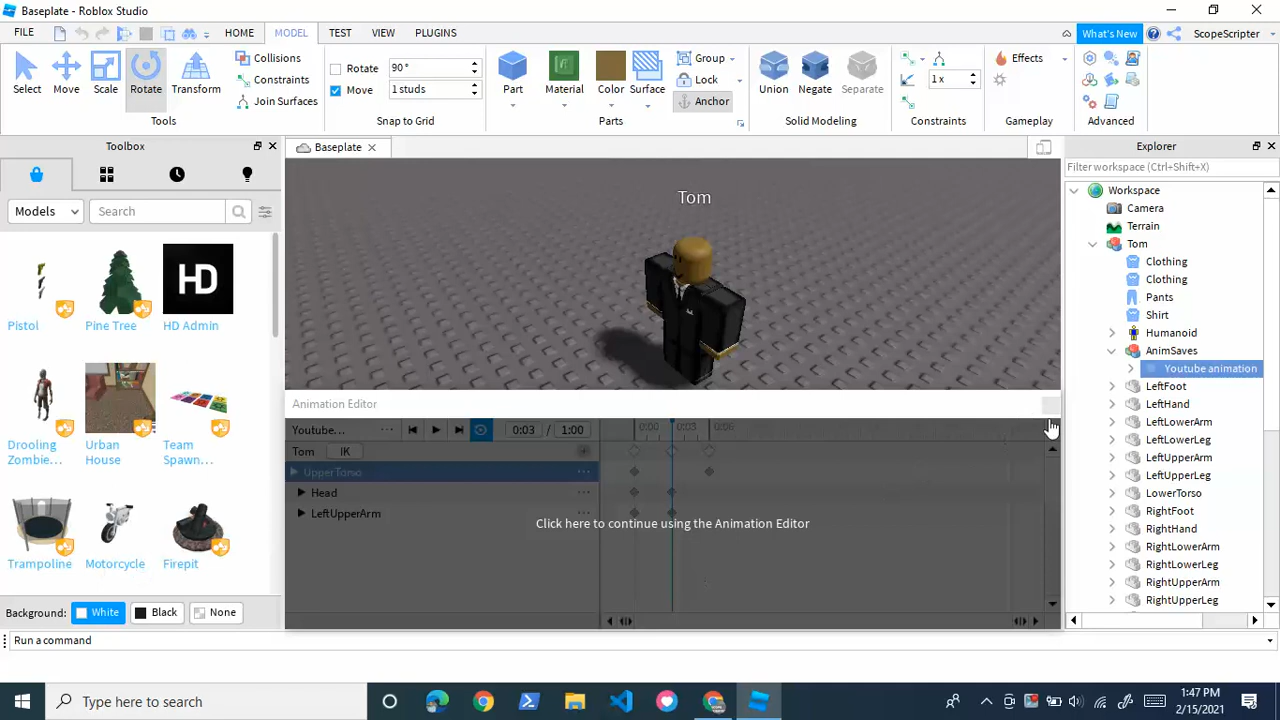 Baseplate - Roblox Studio
FILE HOME MODEL VIEW TEST PLUGINS What's New ScopeScripter
Select Move Scale Rotate Transform
Tools
Collisions
Constraints
Join Surfaces
Rotate 90°
Move 1 studs
Snap to Grid
Part Material Color Surface
Group
Lock
Anchor
Parts
Union Negate Separate
Solid Modeling
1 x
Constraints
Effects
Gameplay
Advanced
Toolbox
Models Search
Pistol Pine Tree HD Admin
HD
Drooling Zombie... Urban House Team Spawn...
Trampoline Motorcycle Firepit
Background: White Black None
Baseplate
Tom
Animation Editor
Youtube... ... 0:03 / 1:00 0:00 0:03 0:06
Tom IK
UpperTorso ...
Head ...
LeftUpperArm ...
Click here to continue using the Animation Editor
Explorer
Filter workspace (Ctrl+Shift+X)
Workspace
Camera
Terrain
Tom
Clothing
Clothing
Pants
Shirt
Humanoid
AnimSaves
Youtube animation
LeftFoot
LeftHand
LeftLowerArm
LeftLowerLeg
LeftUpperArm
LeftUpperLeg
LowerTorso
RightFoot
RightHand
RightLowerArm
RightLowerLeg
RightUpperArm
RightUpperLeg
Run a command
Type here to search
1:47 PM
2/15/2021